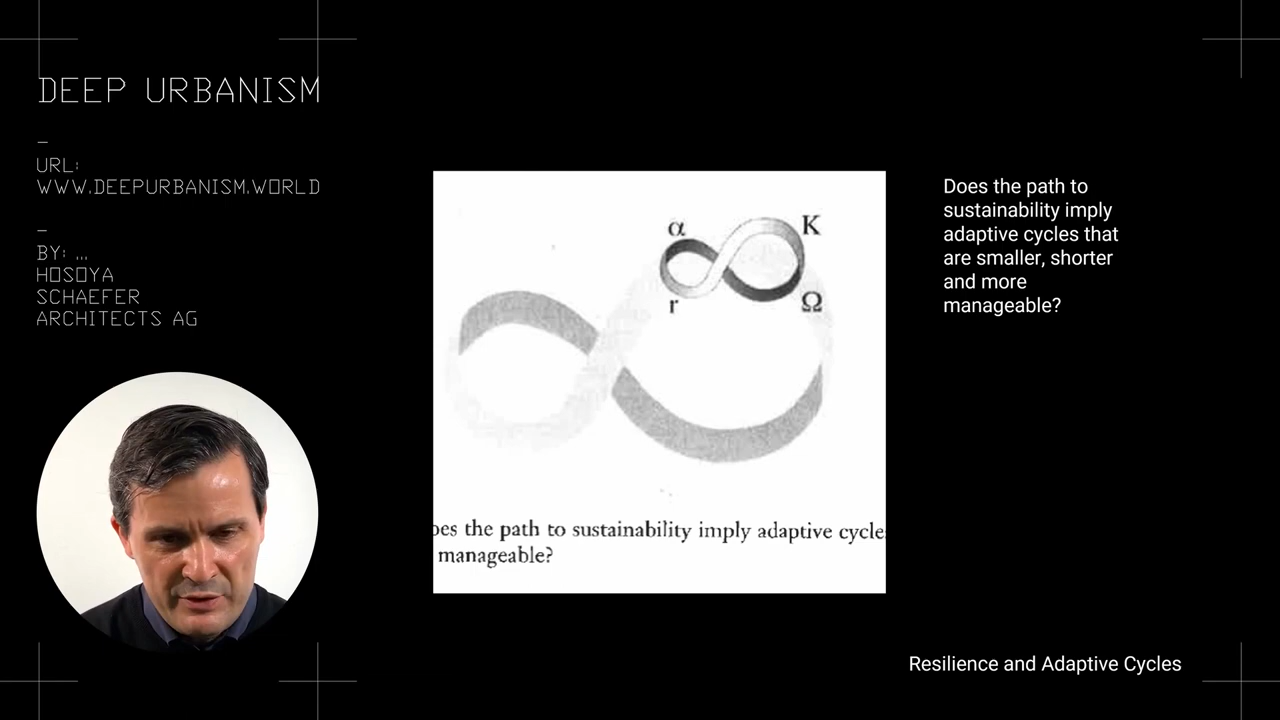 DEEP URBANISM
–
URL:
WWW.DEEPURBANISM.WORLD
–
BY: ...
HOSOYA
SCHAEFER
ARCHITECTS AG
α
K
r
Ω
oes the path to sustainability imply adaptive cycle
manageable?
Does the path to
sustainability imply
adaptive cycles that
are smaller, shorter
and more
manageable?
Resilience and Adaptive Cycles